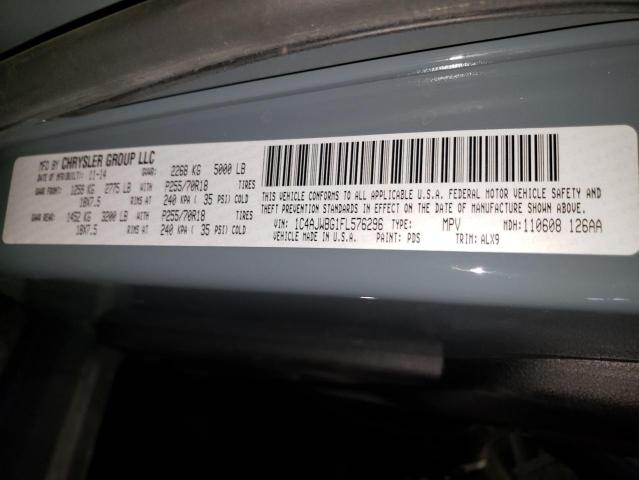 MFD BY CHRYSLER GROUP LLC
DATE OF MFR/BUILT: 11-14 GVWR: 2268 KG 5000 LB
GAWR FRONT: 1259 KG 2775 LB WITH P255/70R18 TIRES
18X7.5 RIMS AT 240 KPA ( 35 PSI) COLD
GAWR REAR: 1452 KG 3200 LB WITH P255/70R18 TIRES
18X7.5 RIMS AT 240 KPA ( 35 PSI) COLD
THIS VEHICLE CONFORMS TO ALL APPLICABLE U.S.A. FEDERAL MOTOR VEHICLE SAFETY AND
THEFT PREVENTION STANDARDS IN EFFECT ON THE DATE OF MANUFACTURE SHOWN ABOVE.
VIN: 1C4AJWBG1FL576296 TYPE: MPV MDH: 110608 126AA
VEHICLE MADE IN U.S.A. PAINT: PDS TRIM: ALX9